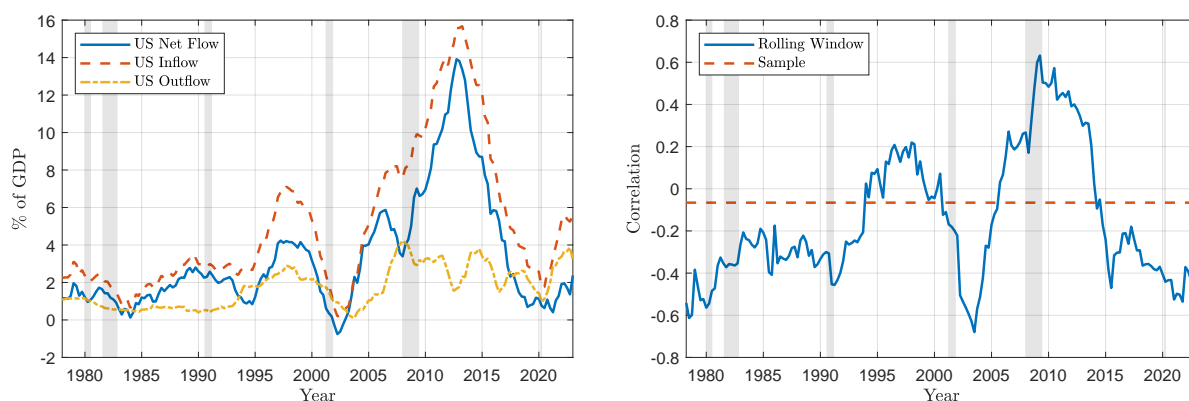 16
14
12
10
8
6
4
2
0
-2
% of GDP
US Net Flow
US Inflow
US Outflow
1980 1985 1990 1995 2000 2005 2010 2015 2020
Year
0.8
0.6
0.4
0.2
0
-0.2
-0.4
-0.6
-0.8
Correlation
Rolling Window
Sample
1980 1985 1990 1995 2000 2005 2010 2015 2020
Year